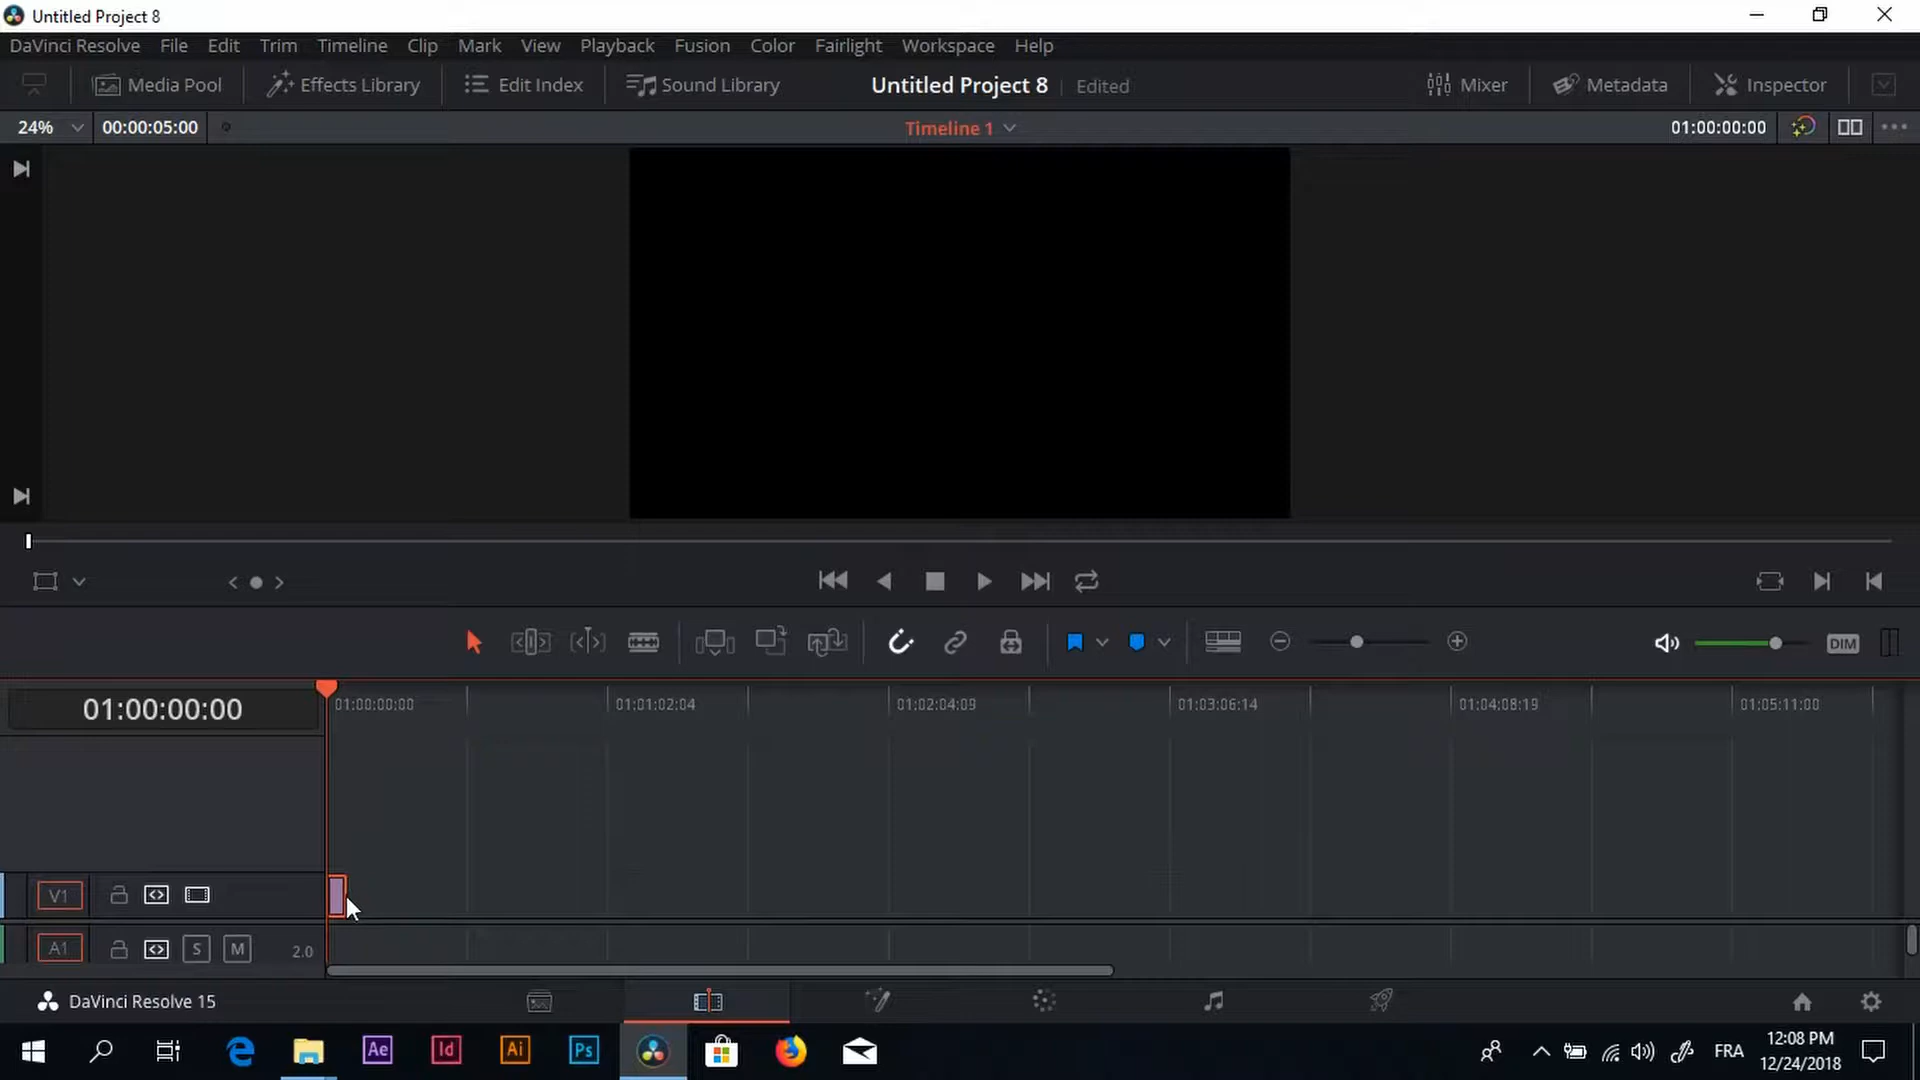 Untitled Project 8
DaVinci Resolve File Edit Trim Timeline Clip Mark View Playback Fusion Color Fairlight Workspace Help
Media Pool Effects Library Edit Index Sound Library Untitled Project 8 Edited Mixer Metadata Inspector
24% 00:00:05:00 Timeline 1 01:00:00:00
DIM
01:00:00:00 01:00:00:00 01:01:02:04 01:02:04:09 01:03:06:14 01:04:08:19 01:05:11:00
V1
A1 S M 2.0
DaVinci Resolve 15
Ae Id Ai Ps FRA 12:08 PM
12/24/2018